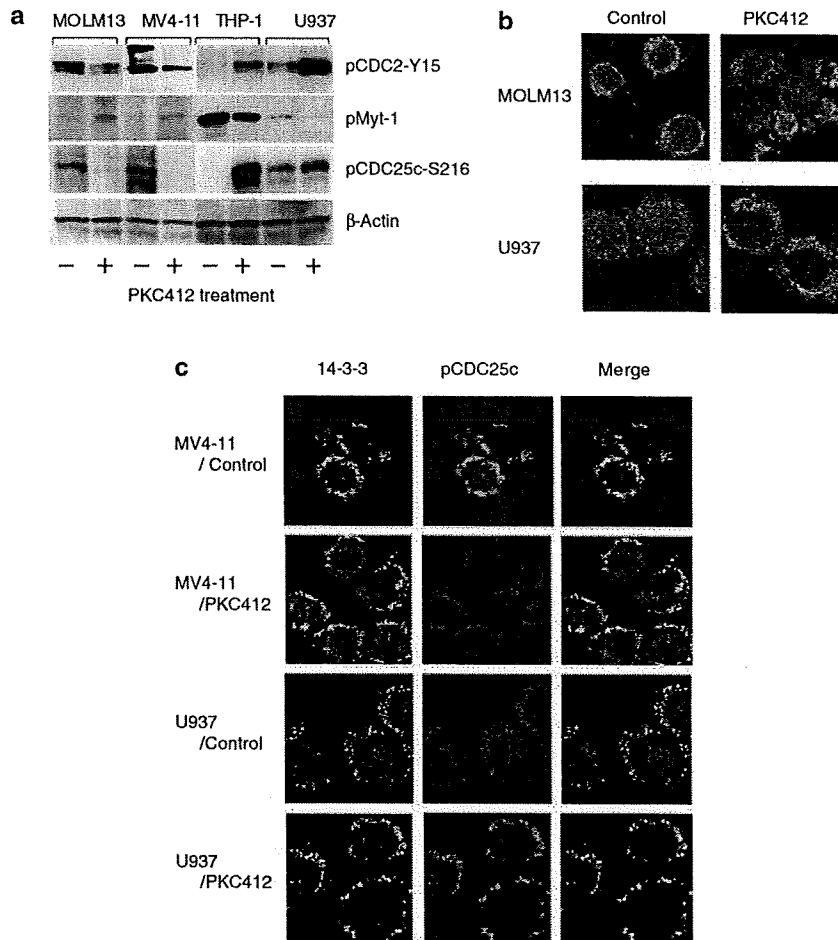 a
MOLM13 MV4-11 THP-1 U937
pCDC2-Y15
pMyt-1
pCDC25c-S216
β-Actin
− + − + − + − +
PKC412 treatment
b
Control PKC412
MOLM13
U937
c
14-3-3 pCDC25c Merge
MV4-11
/ Control
MV4-11
/PKC412
U937
/Control
U937
/PKC412